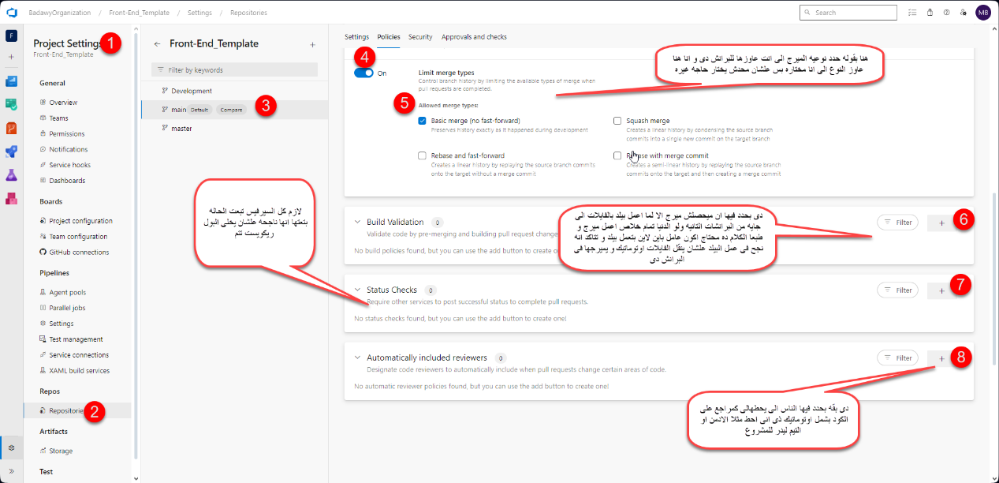 BadawyOrganization / Front-End_Template / Settings / Repositories
Search
MB
F
Project Settings
1
Front-End_Template
General
Overview
Teams
Permissions
Notifications
Service hooks
Dashboards
Boards
Project configuration
Team configuration
GitHub connections
Pipelines
Agent pools
Parallel jobs
Settings
Test management
Service connections
XAML build services
Repos
Repositorie
2
Artifacts
Storage
Test
Front-End_Template
Filter by keywords
Development
main Default Compare
3
master
لازم كل السيرفيس تبعت الحاله
بتعتها انها ناجحة علشان يخلى البول
ريكويست تتم
Settings Policies Security Approvals and checks
4
On
Limit merge types
Control branch history by limiting the available types of merge when
pull requests are completed.
هنا بقوله حدد نوعيه الميرج الى انت عاوزها للبرانش دى و انا هنا
عاوز النوع الى انا مختاره بس علشان محدش يختار حاجه غيره
5
Allowed merge types:
Basic merge (no fast-forward)
Preserves history exactly as it happened during development
Squash merge
Creates a linear history by condensing the source branch
commits into a single new commit on the target branch
Rebase and fast-forward
Creates a linear history by replaying the source branch commits
onto the target without a merge commit
Rebase with merge commit
Creates a semi-linear history by replaying the source branch
commits onto the target and then creating a merge commit
Build Validation 0
Validate code by pre-merging and building pull request change
No build policies found, but you can use the add button to create one!
دى بحدد فيها ان ميحصلش ميرج الا لما اعمل بيلد بالفايلات الى
جايه من البرانشات التانيه ولو الدنيا تمام خلاص اعمل ميرج و
طبعا الكلام ده محتاج اكون عامل باين لاين بتعمل بيلد و تتاكد انه
نجح فى عمل البيلد علشان ينقل الفايلات اوتوماتيك و يميرجها فى
البرانش دى
Filter
6
Status Checks 0
Require other services to post successful status to complete pull requests.
No status checks found, but you can use the add button to create one!
Filter
7
Automatically included reviewers 0
Designate code reviewers to automatically include when pull requests change certain areas of code.
No automatic reviewer policies found, but you can use the add button to create one!
Filter
8
دى بقه بحدد فيها الناس الى يحطهالى كمراجع على
الكود بشمل اوتوماتيك ذى انى احط مثلا الادمن او
التيم ليدر للمشروع